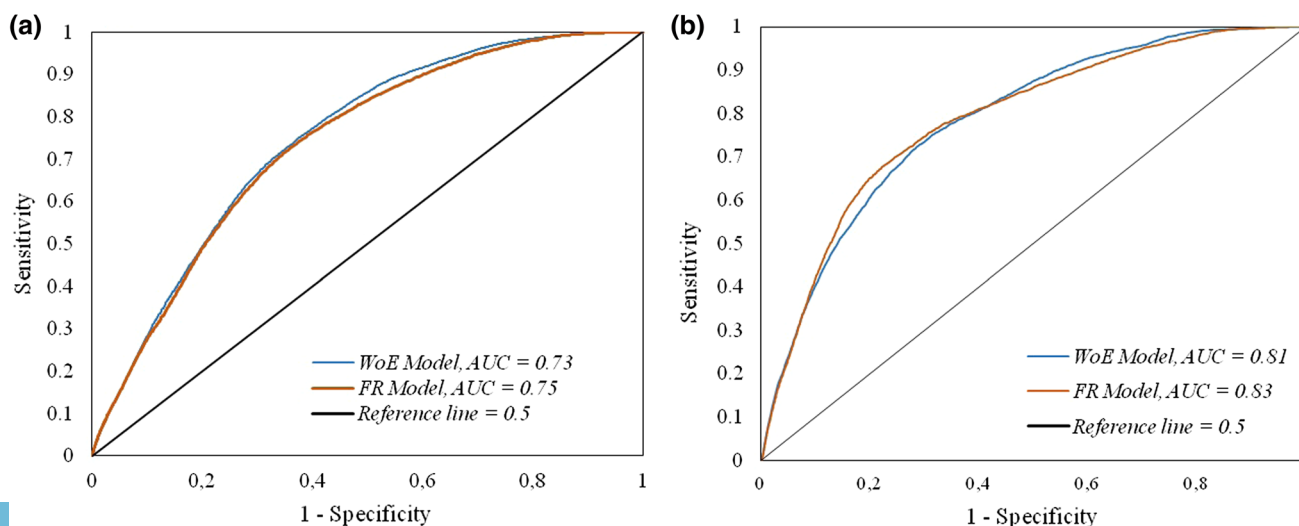 (a)
1
0.9
0.8
0.7
0.6
0.5
0.4
0.3
0.2
0.1
0
Sensitivity
WoE Model, AUC = 0.73
FR Model, AUC = 0.75
Reference line = 0.5
0 0,2 0,4 0,6 0,8 1
1 - Specificity
(b)
1
0.9
0.8
0.7
0.6
0.5
0.4
0.3
0.2
0.1
0
Sensitivity
WoE Model, AUC = 0.81
FR Model, AUC = 0.83
Reference line = 0.5
0 0,2 0,4 0,6 0,8
1 - Specificity